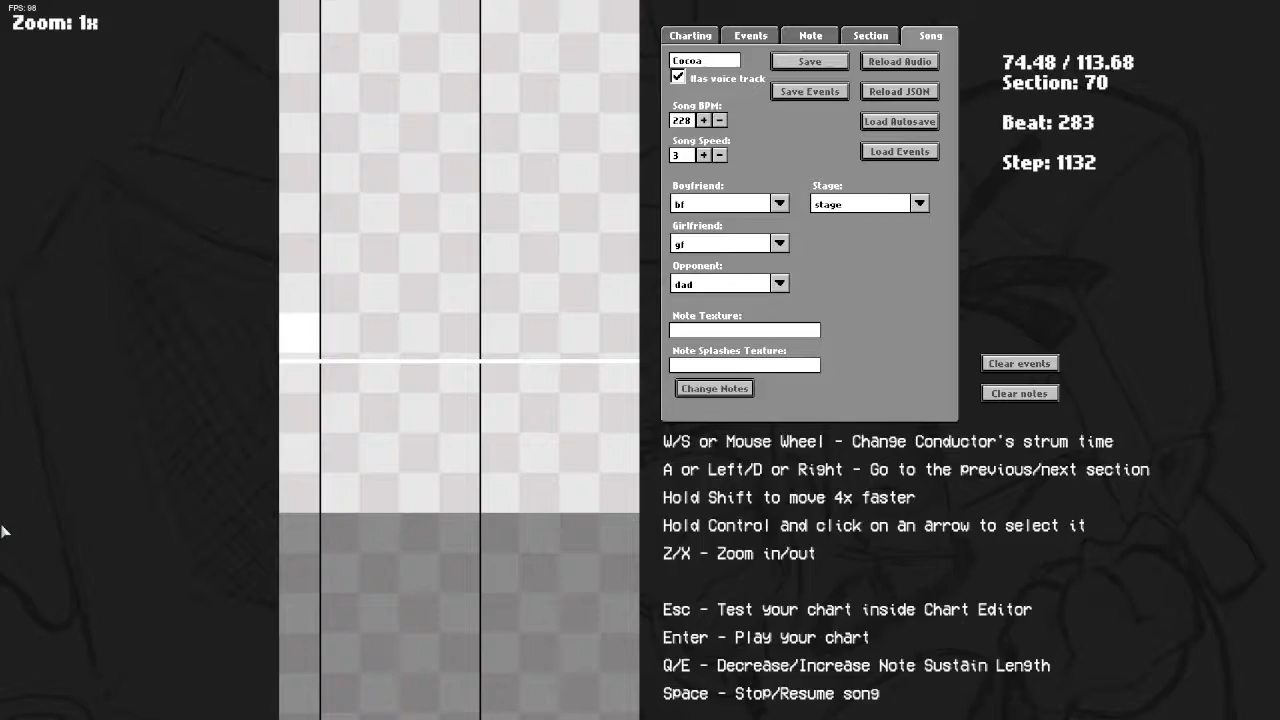 FPS: 98
Zoom: 1x
Charting Events Note Section Song
Cocoa Save Reload Audio
Has voice track
Save Events Reload JSON
Song BPM:
228 + - Load Autosave
Song Speed:
3 + - Load Events
Boyfriend: Stage:
bf stage
Girlfriend:
gf
Opponent:
dad
Note Texture:
Note Splashes Texture:
Change Notes
74.48 / 113.68
Section: 70
Beat: 283
Step: 1132
Clear events
Clear notes
W/S or Mouse Wheel - Change Conductor's strum time
A or Left/D or Right - Go to the previous/next section
Hold Shift to move 4x faster
Hold Control and click on an arrow to select it
Z/X - Zoom in/out
Esc - Test your chart inside Chart Editor
Enter - Play your chart
Q/E - Decrease/Increase Note Sustain Length
Space - Stop/Resume song